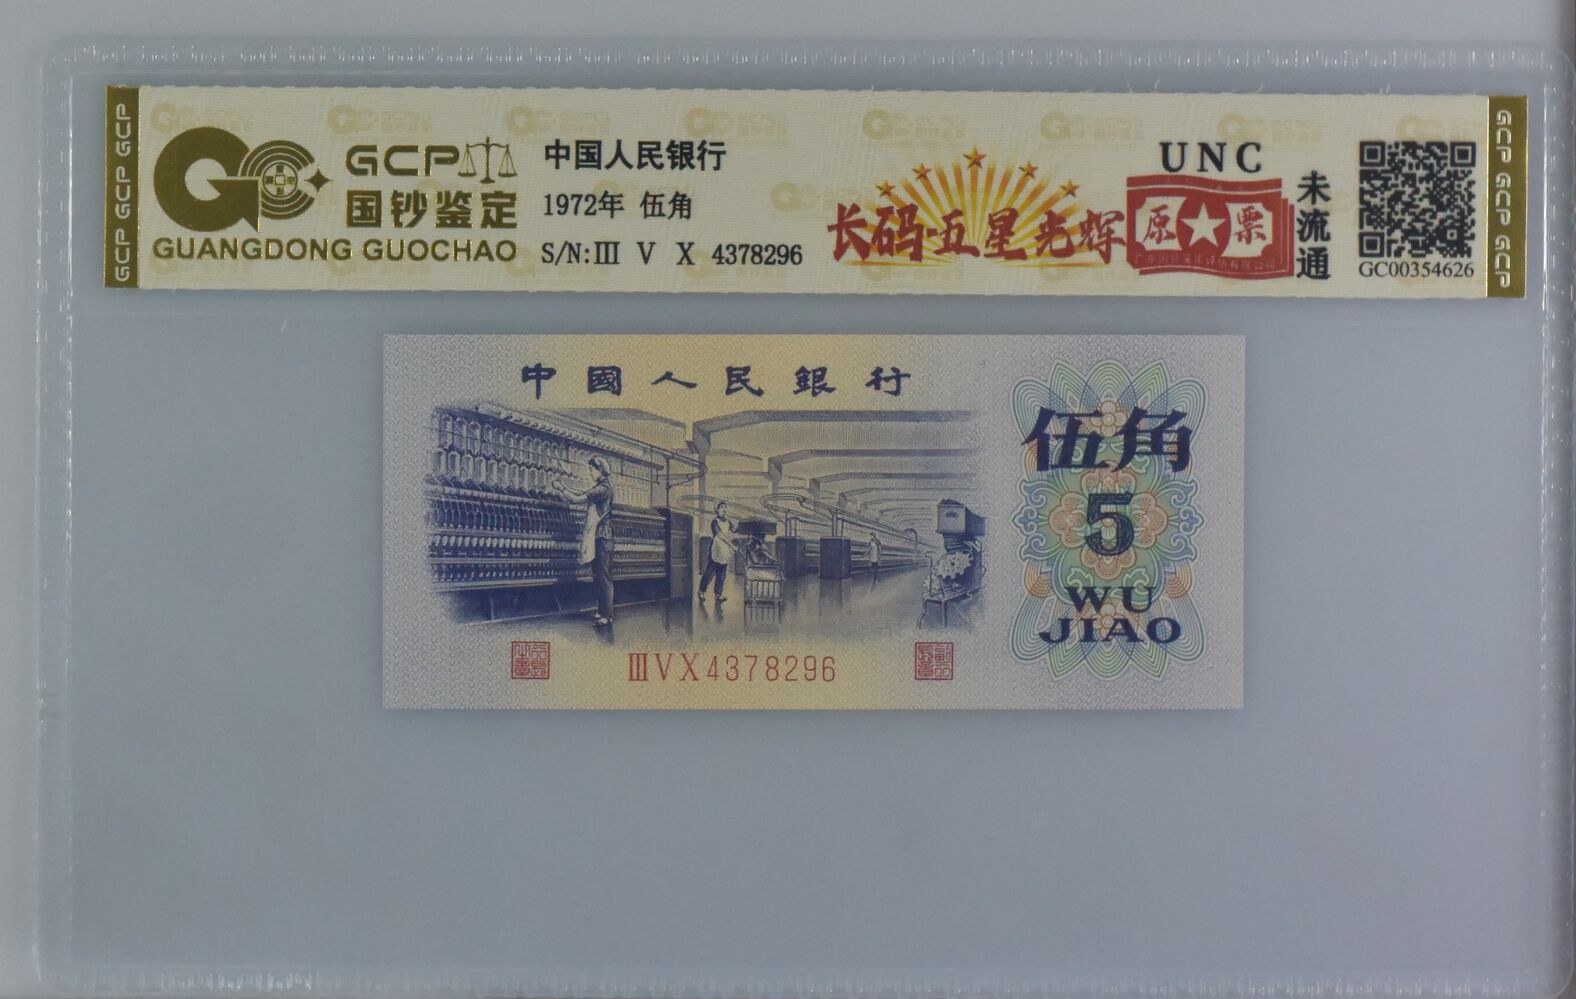 GCP GCP GCP
GCP
国钞鉴定
GUANGDONG GUOCHAO
中国人民银行
1972年 伍角
S/N:III V X 4378296
长码-五星光辉
UNC
原票
未流通
GC00354626
GCP GCP GCP
中國人民銀行
伍角
5
WU
JIAO
III V X 4378296